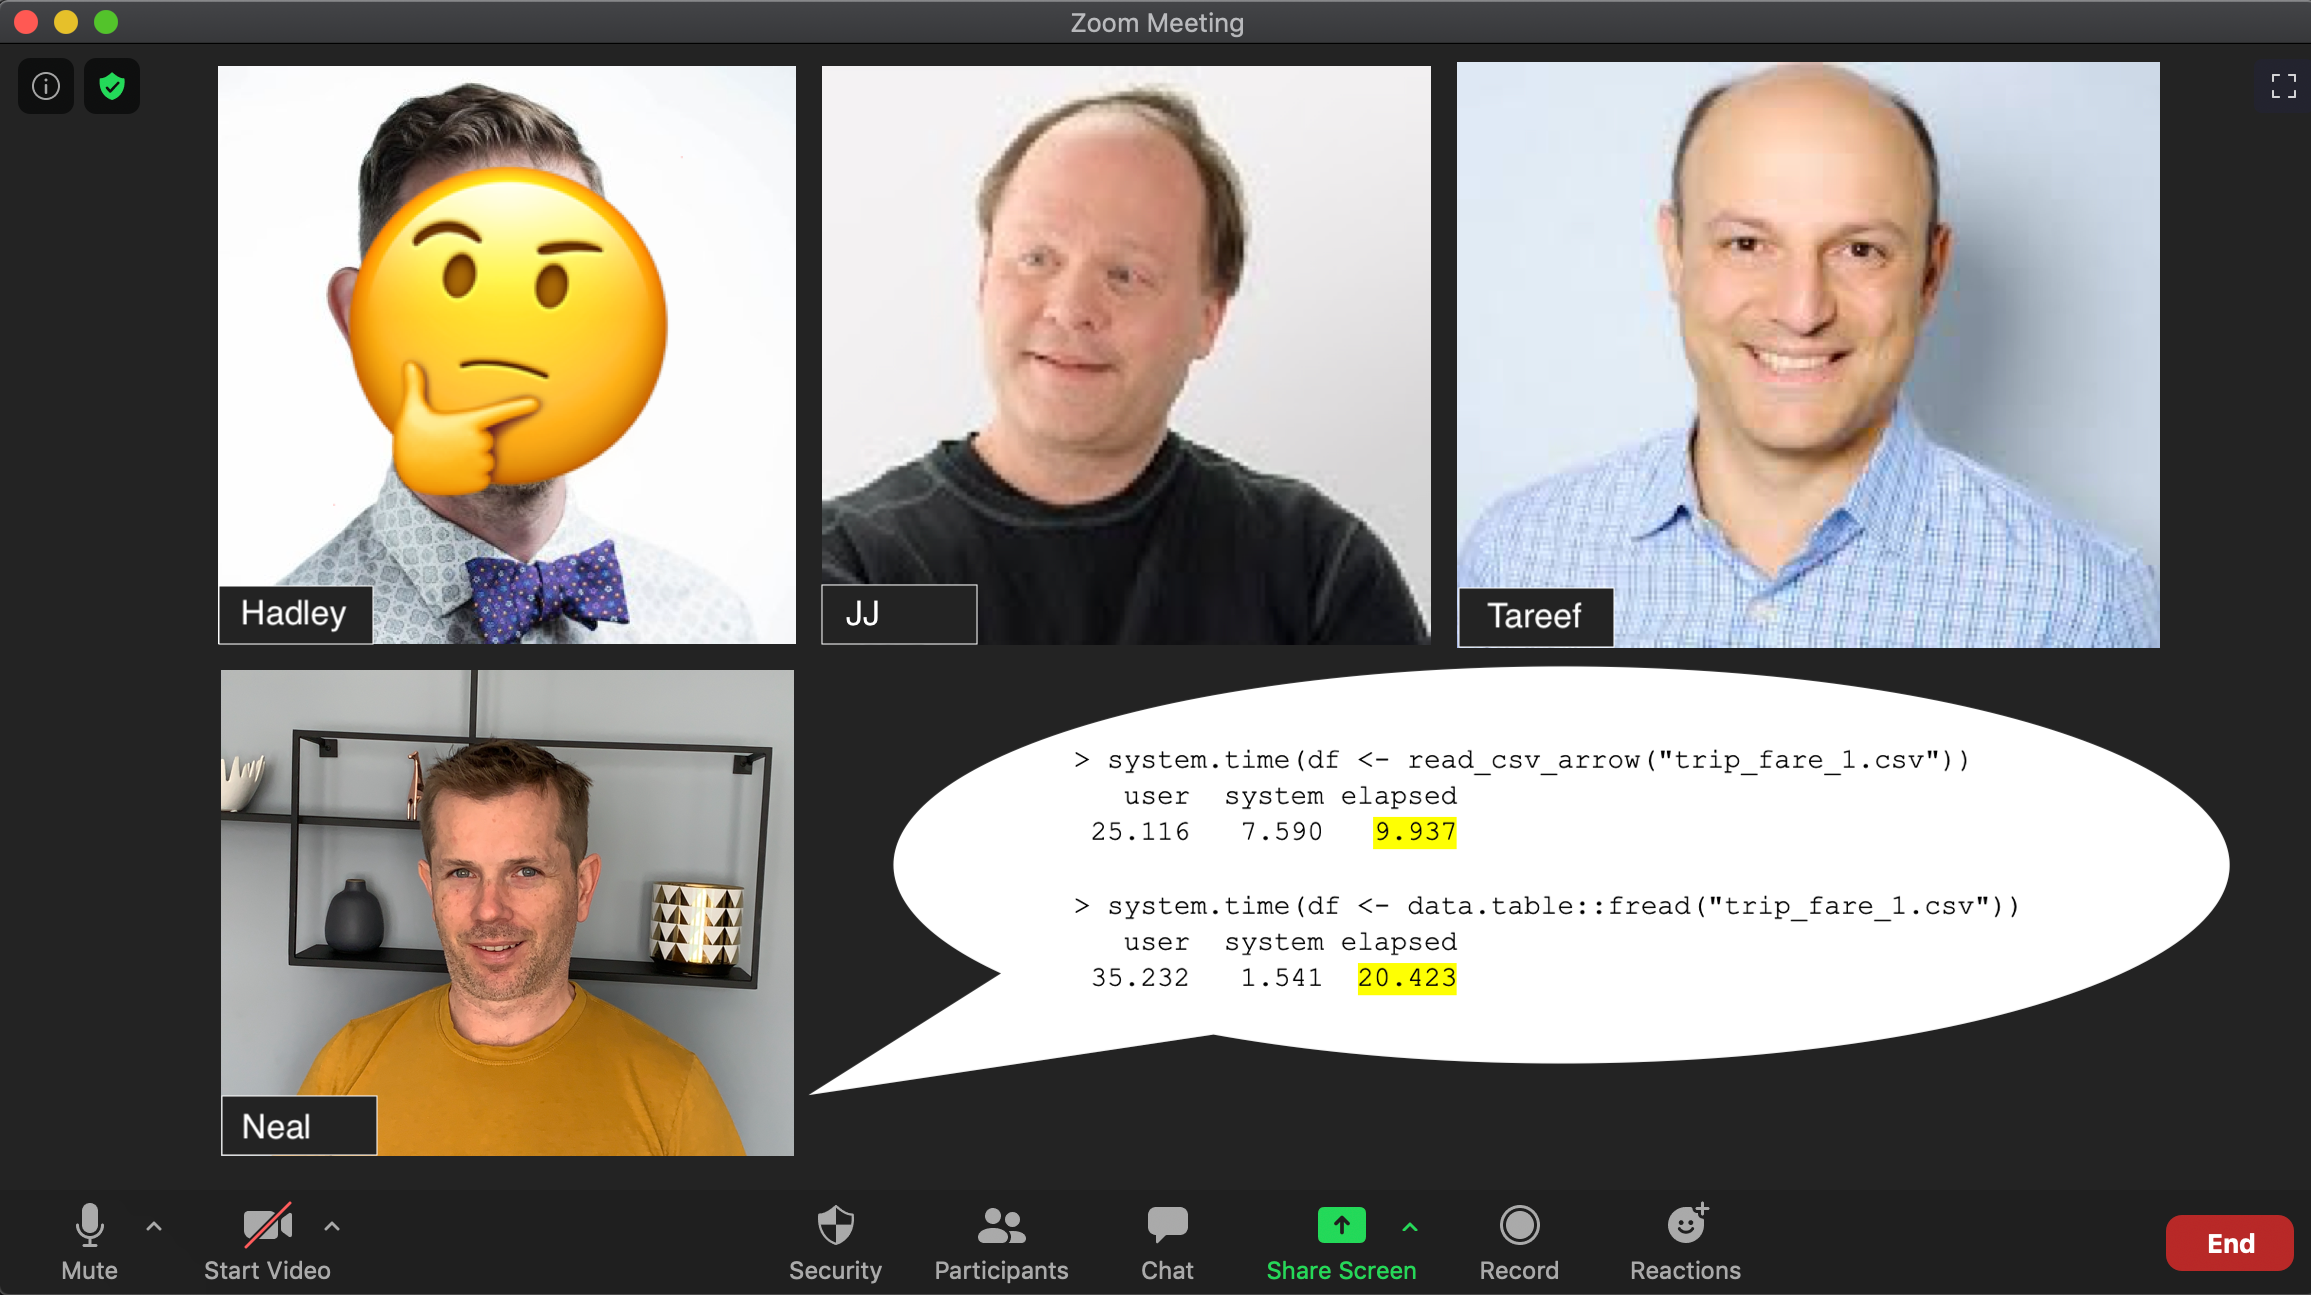 Zoom Meeting
Hadley
JJ
Tareef
> system.time(df <- read_csv_arrow("trip_fare_1.csv"))
   user  system elapsed
 25.116   7.590   9.937
> system.time(df <- data.table::fread("trip_fare_1.csv"))
   user  system elapsed
 35.232   1.541  20.423
Neal
Mute
Start Video
Security
Participants
Chat
Share Screen
Record
Reactions
End